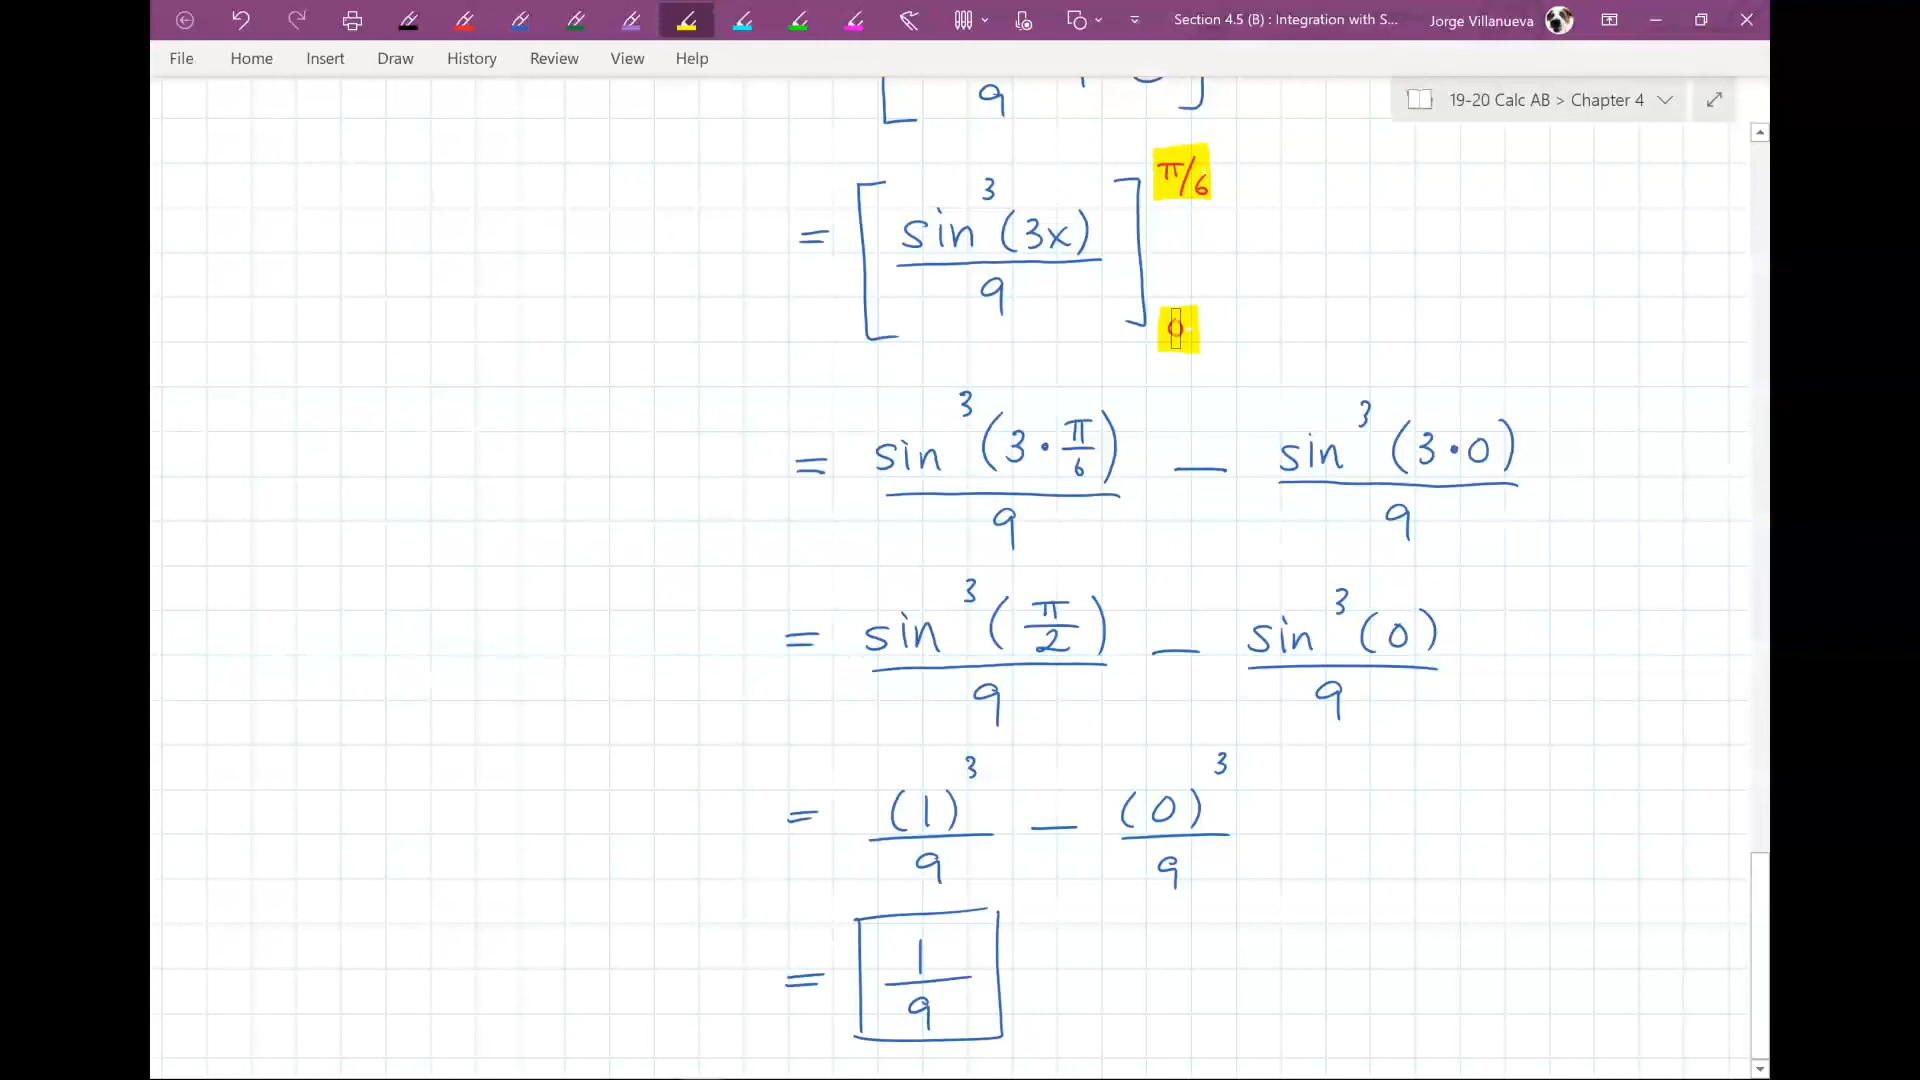 Section 4.5 (B) : Integration with S... Jorge Villanueva
File Home Insert Draw History Review View Help
19-20 Calc AB > Chapter 4
9
= [ sin³ (3x) / 9 ] π/6 0
= sin³ (3 · π/6) / 9 — sin³ (3 · 0) / 9
= sin³ (π/2) / 9 — sin³ (0) / 9
= (1)³ / 9 — (0)³ / 9
= 1/9